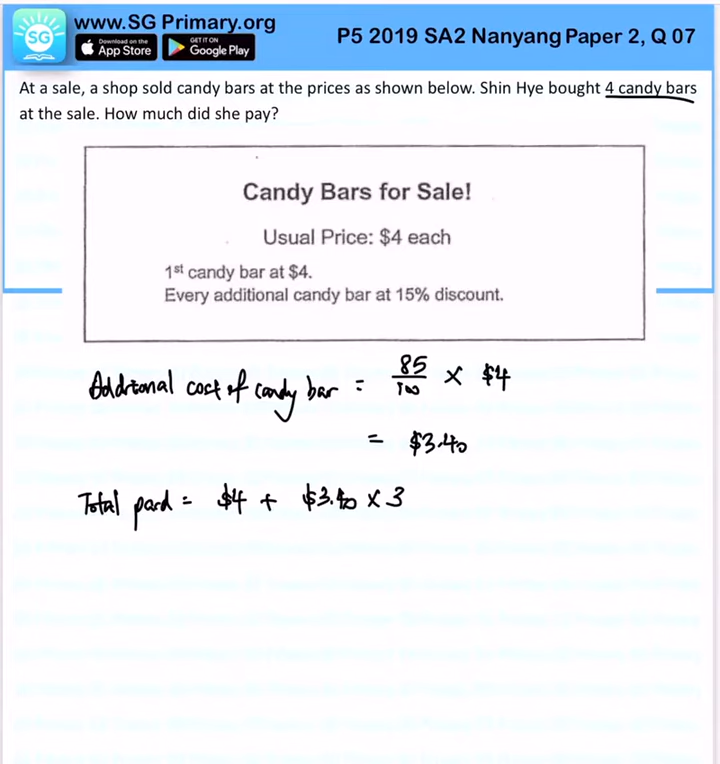 www.SG Primary.org
SG
Download on the App Store
GET IT ON Google Play
P5 2019 SA2 Nanyang Paper 2, Q 07
At a sale, a shop sold candy bars at the prices as shown below. Shin Hye bought 4 candy bars
at the sale. How much did she pay?
Candy Bars for Sale!
Usual Price: $4 each
1st candy bar at $4.
Every additional candy bar at 15% discount.
Additional cost of candy bar = 85/100 × $4
= $3.40
Total paid = $4 + $3.40 × 3